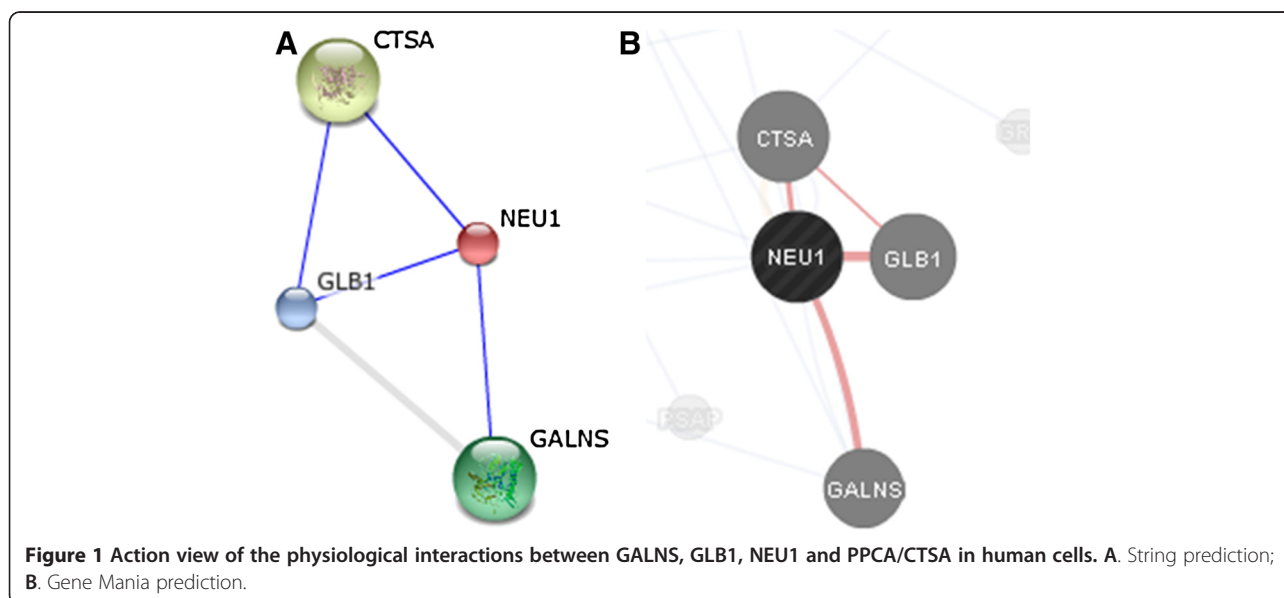 A
CTSA
NEU1
GLB1
GALNS
B
CTSA
GR
NEU1
GLB1
PSAP
GALNS
Figure 1 Action view of the physiological interactions between GALNS, GLB1, NEU1 and PPCA/CTSA in human cells. A. String prediction;
B. Gene Mania prediction.